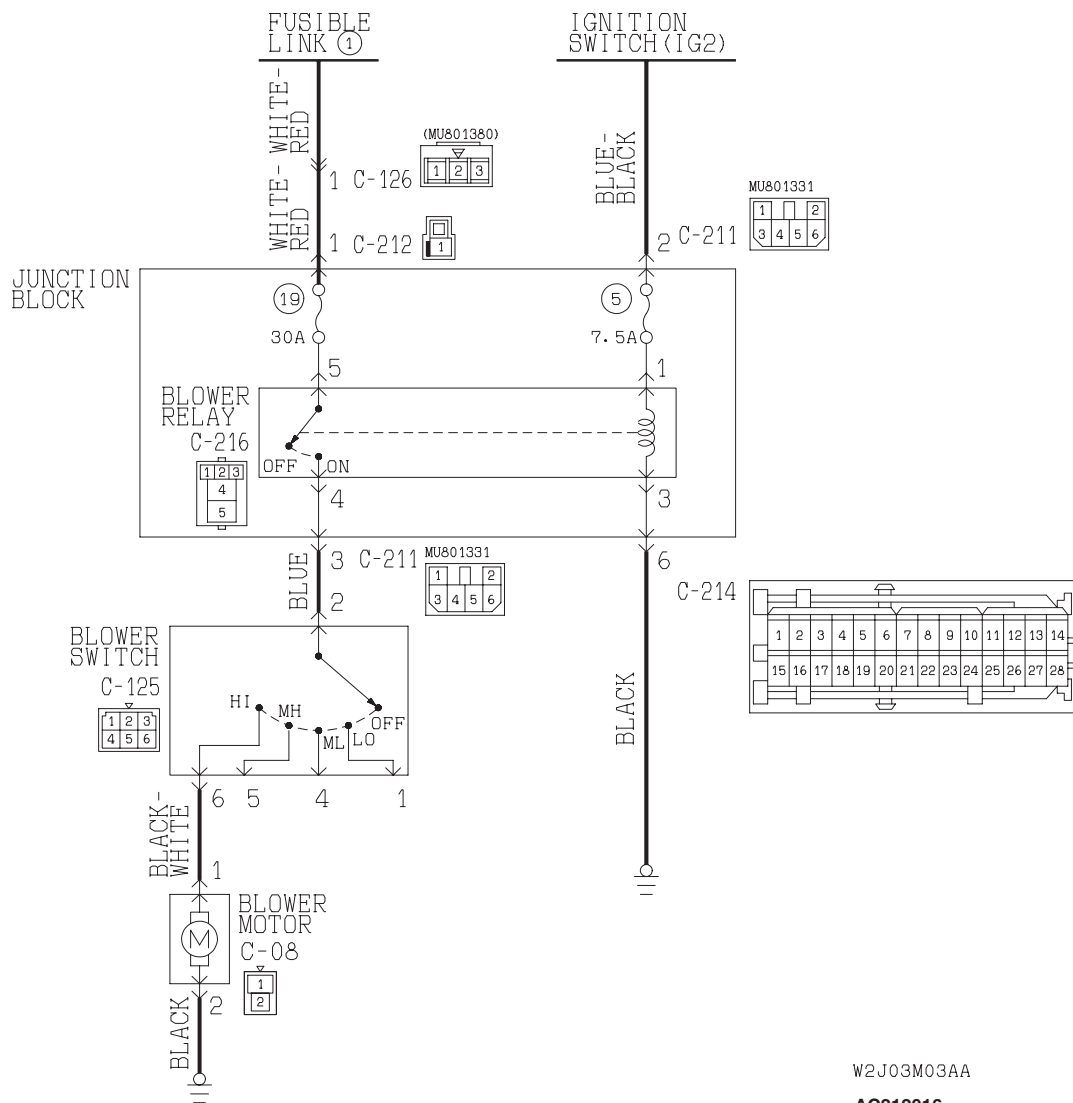 FUSIBLE
LINK 1
IGNITION
SWITCH(IG2)
WHITE-
RED
(MU801380)
1 2 3
1 C-126
BLUE-
BLACK
MU801331
1 2
3 4 5 6
WHITE-
RED
1 C-212
1
2 C-211
JUNCTION
BLOCK
19
30A
5
7.5A
5
1
BLOWER
RELAY
C-216
OFF ON
1 2 3
4
5
4
3
BLUE
3 C-211
MU801331
1 2
3 4 5 6
2
6
C-214
1 2 3 4 5 6 7 8 9 10 11 12 13 14
15 16 17 18 19 20 21 22 23 24 25 26 27 28
BLACK
BLOWER
SWITCH
C-125
1 2 3
4 5 6
HI
MH
ML
LO
OFF
6 5 4 1
BLACK-
WHITE
1
BLOWER
MOTOR
C-08
M
1
2
2
BLACK
W2J03M03AA